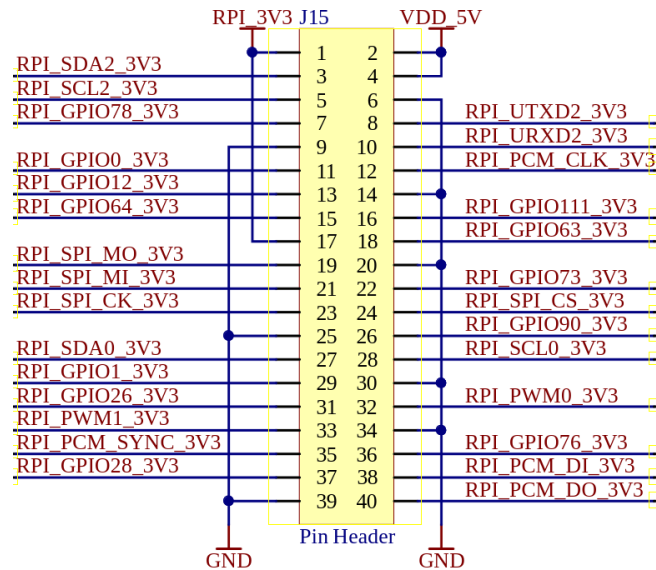 RPI_3V3 J15 VDD_5V
1 2
RPI_SDA2_3V3 3 4
RPI_SCL2_3V3 5 6
RPI_GPIO78_3V3 7 8 RPI_UTXD2_3V3
9 10 RPI_URXD2_3V3
RPI_GPIO0_3V3 11 12 RPI_PCM_CLK_3V3
RPI_GPIO12_3V3 13 14
RPI_GPIO64_3V3 15 16 RPI_GPIO111_3V3
17 18 RPI_GPIO63_3V3
RPI_SPI_MO_3V3 19 20
RPI_SPI_MI_3V3 21 22 RPI_GPIO73_3V3
RPI_SPI_CK_3V3 23 24 RPI_SPI_CS_3V3
25 26 RPI_GPIO90_3V3
RPI_SDA0_3V3 27 28 RPI_SCL0_3V3
RPI_GPIO1_3V3 29 30
RPI_GPIO26_3V3 31 32 RPI_PWM0_3V3
RPI_PWM1_3V3 33 34
RPI_PCM_SYNC_3V3 35 36 RPI_GPIO76_3V3
RPI_GPIO28_3V3 37 38 RPI_PCM_DI_3V3
39 40 RPI_PCM_DO_3V3
Pin Header
GND GND